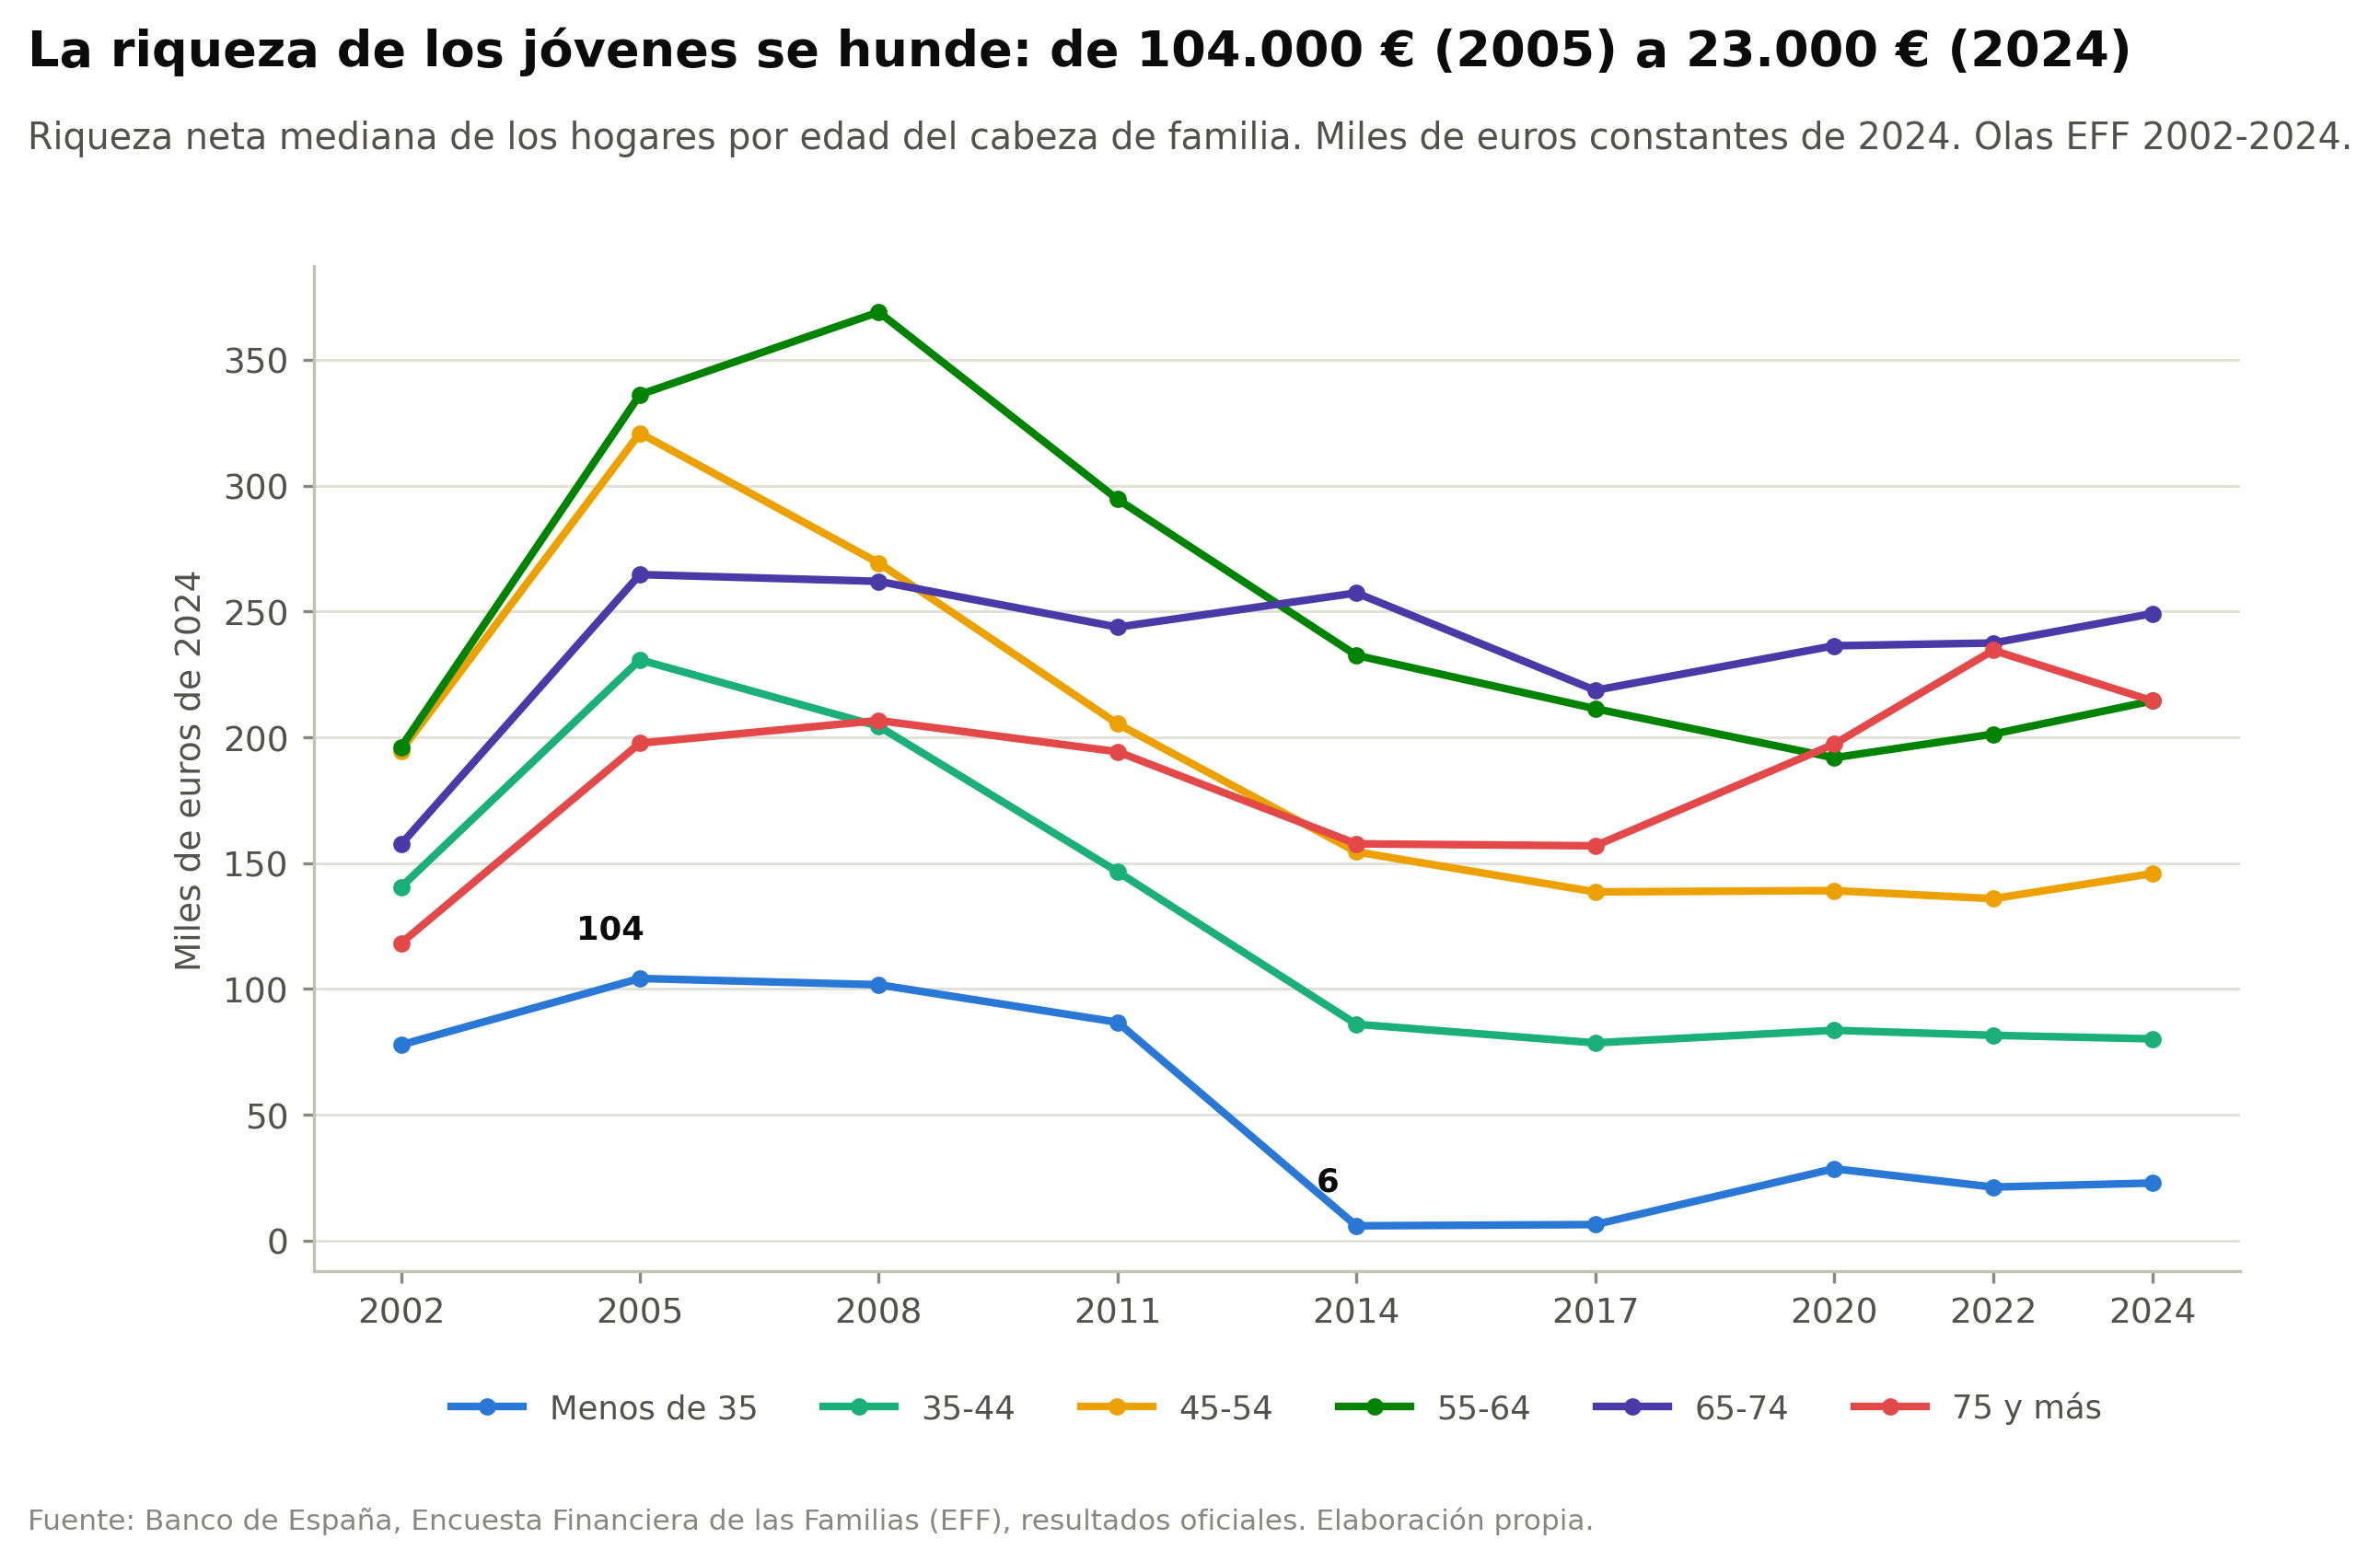 La riqueza de los jóvenes se hunde: de 104.000 € (2005) a 23.000 € (2024)
Riqueza neta mediana de los hogares por edad del cabeza de familia. Miles de euros constantes de 2024. Olas EFF 2002-2024.
Miles de euros de 2024
350
300
250
200
150
100
50
0
104
6
2002 2005 2008 2011 2014 2017 2020 2022 2024
Menos de 35 35-44 45-54 55-64 65-74 75 y más
Fuente: Banco de España, Encuesta Financiera de las Familias (EFF), resultados oficiales. Elaboración propia.